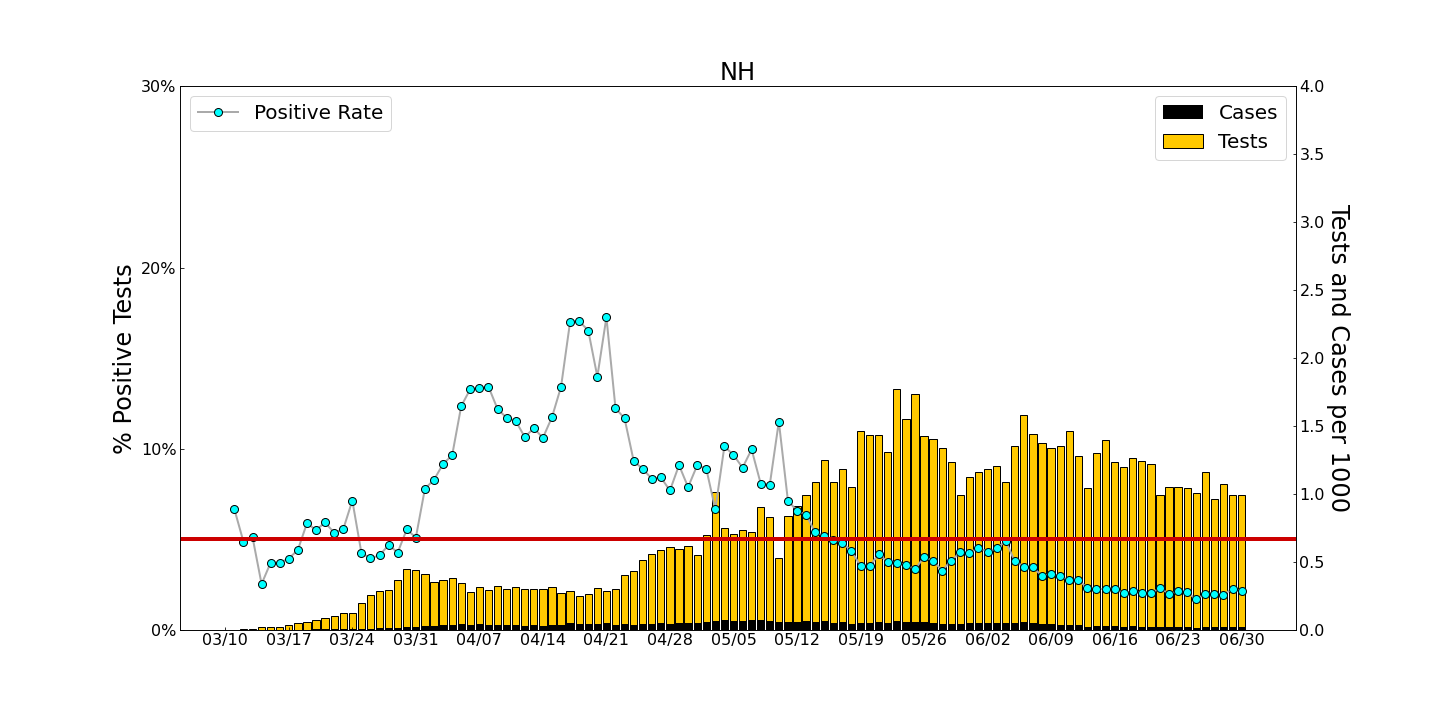 NH
30%
20%
10%
0%
% Positive Tests
Positive Rate
Cases
Tests
4.0
3.5
3.0
2.5
2.0
1.5
1.0
0.5
0.0
Tests and Cases per 1000
03/10 03/17 03/24 03/31 04/07 04/14 04/21 04/28 05/05 05/12 05/19 05/26 06/02 06/09 06/16 06/23 06/30